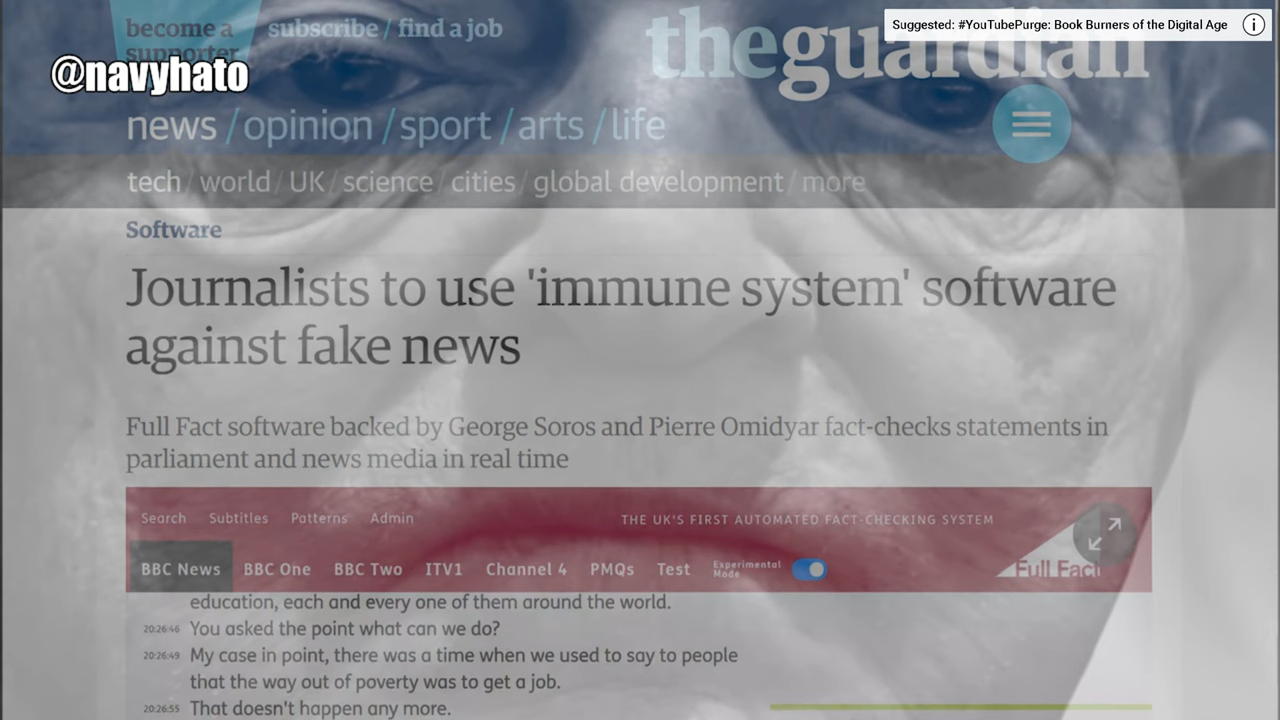 Suggested: #YouTubePurge: Book Burners of the Digital Age
become a
supporter
subscribe / find a job
theguardian
@navyhato
news / opinion / sport / arts / life
tech / world / UK / science / cities / global development / more
Software
Journalists to use 'immune system' software
against fake news
Full Fact software backed by George Soros and Pierre Omidyar fact-checks statements in
parliament and news media in real time
Search Subtitles Patterns Admin
THE UK'S FIRST AUTOMATED FACT-CHECKING SYSTEM
BBC News BBC One BBC Two ITV1 Channel 4 PMQs Test Experimental
Mode
Full Fact
education, each and every one of them around the world.
20:26:46 You asked the point what can we do?
20:26:49 My case in point, there was a time when we used to say to people
that the way out of poverty was to get a job.
20:26:55 That doesn't happen any more.